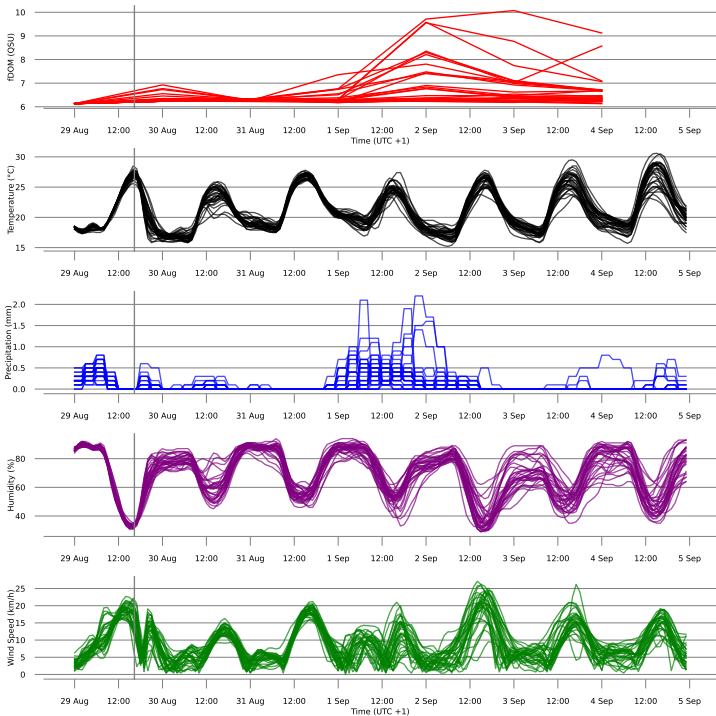 fDOM (QSU)
10
9
8
7
6
29 Aug 12:00 30 Aug 12:00 31 Aug 12:00 1 Sep 12:00 2 Sep 12:00 3 Sep 12:00 4 Sep 12:00 5 Sep
Time (UTC +1)
Temperature (°C)
30
25
20
15
29 Aug 12:00 30 Aug 12:00 31 Aug 12:00 1 Sep 12:00 2 Sep 12:00 3 Sep 12:00 4 Sep 12:00 5 Sep
Precipitation (mm)
2.0
1.5
1.0
0.5
0.0
29 Aug 12:00 30 Aug 12:00 31 Aug 12:00 1 Sep 12:00 2 Sep 12:00 3 Sep 12:00 4 Sep 12:00 5 Sep
Humidity (%)
80
60
40
29 Aug 12:00 30 Aug 12:00 31 Aug 12:00 1 Sep 12:00 2 Sep 12:00 3 Sep 12:00 4 Sep 12:00 5 Sep
Wind Speed (km/h)
25
20
15
10
5
0
29 Aug 12:00 30 Aug 12:00 31 Aug 12:00 1 Sep 12:00 2 Sep 12:00 3 Sep 12:00 4 Sep 12:00 5 Sep
Time (UTC +1)